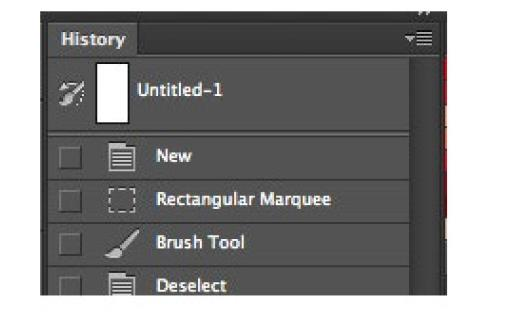 History
Untitled-1
New
Rectangular Marquee
Brush Tool
Deselect